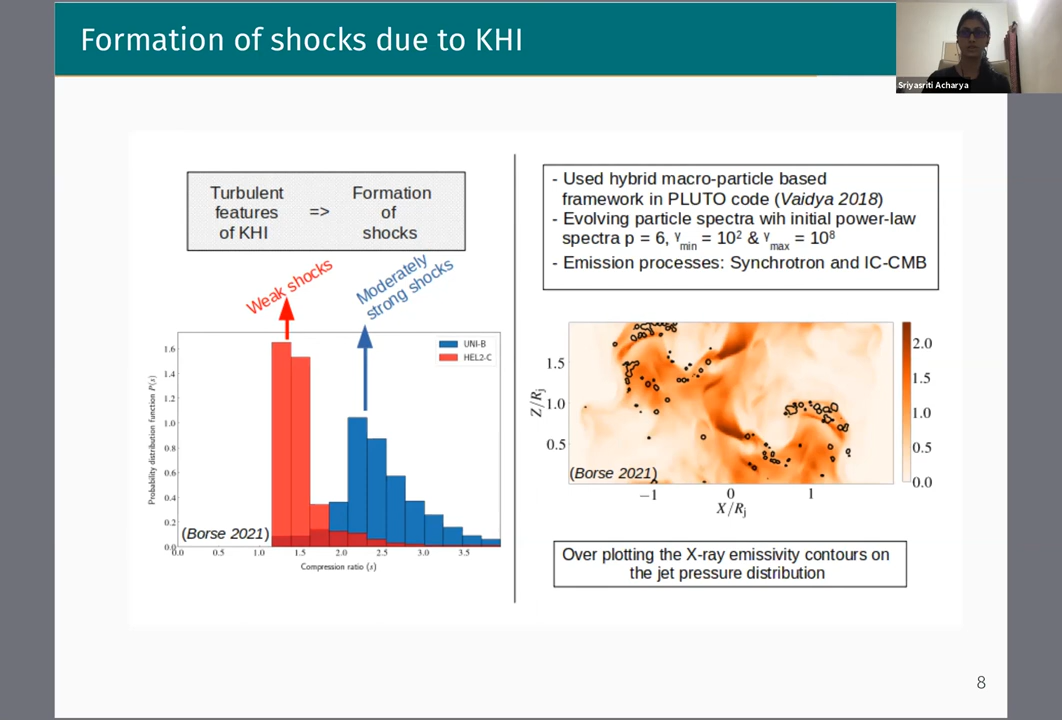 Formation of shocks due to KHI
Sriyasriti Acharya
Turbulent
features
of KHI
=>
Formation
of
shocks
Weak shocks
Moderately
strong shocks
UNI-B
HEL2-C
1.6
1.4
1.2
1.0
0.8
0.6
0.4
0.2
0.0
Probability distribution function P(s)
(Borse 2021)
0.0 0.5 1.0 1.5 2.0 2.5 3.0 3.5
Compression ratio (s)
- Used hybrid macro-particle based
framework in PLUTO code (Vaidya 2018)
- Evolving particle spectra wih initial power-law
spectra p = 6, γmin = 10² & γmax = 10⁸
- Emission processes: Synchrotron and IC-CMB
1.5
1.0
0.5
Z/Rj
(Borse 2021)
−1 0 1
X/Rj
2.0
1.5
1.0
0.5
0.0
Over plotting the X-ray emissivity contours on
the jet pressure distribution
8